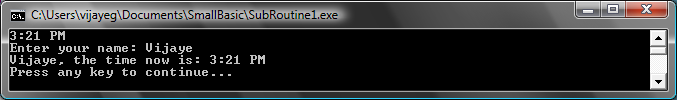 C:\Users\vijayeg\Documents\SmallBasic\SubRoutine1.exe
3:21 PM
Enter your name: Vijaye
Vijaye, the time now is: 3:21 PM
Press any key to continue...